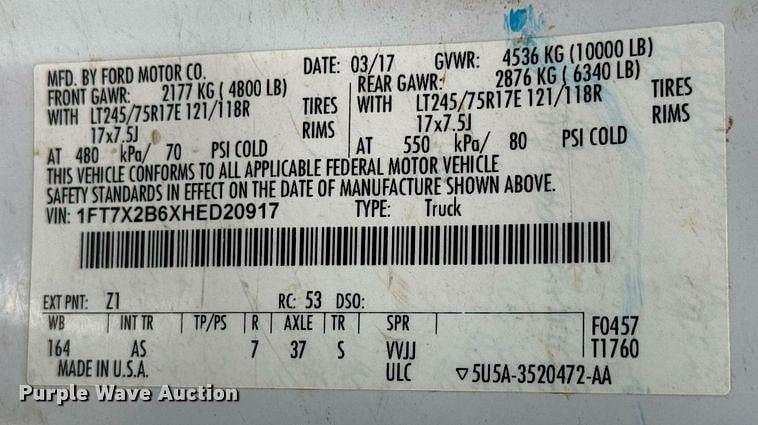 MFD. BY FORD MOTOR CO. DATE: 03/17 GVWR: 4536 KG (10000 LB)
FRONT GAWR: 2177 KG ( 4800 LB) REAR GAWR: 2876 KG ( 6340 LB)
WITH LT245/75R17E 121/118R TIRES WITH LT245/75R17E 121/118R TIRES
17x7.5J RIMS 17x7.5J RIMS
AT 480 kPa/ 70 PSI COLD AT 550 kPa/ 80 PSI COLD
THIS VEHICLE CONFORMS TO ALL APPLICABLE FEDERAL MOTOR VEHICLE
SAFETY STANDARDS IN EFFECT ON THE DATE OF MANUFACTURE SHOWN ABOVE.
VIN: 1FT7X2B6XHED20917 TYPE: Truck
EXT PNT: Z1 RC: 53 DSO:
WB INT TR TP/PS R AXLE TR SPR F0457
164 AS 7 37 S VVJJ T1760
MADE IN U.S.A. ULC ▽5U5A-3520472-AA
Purple Wave Auction